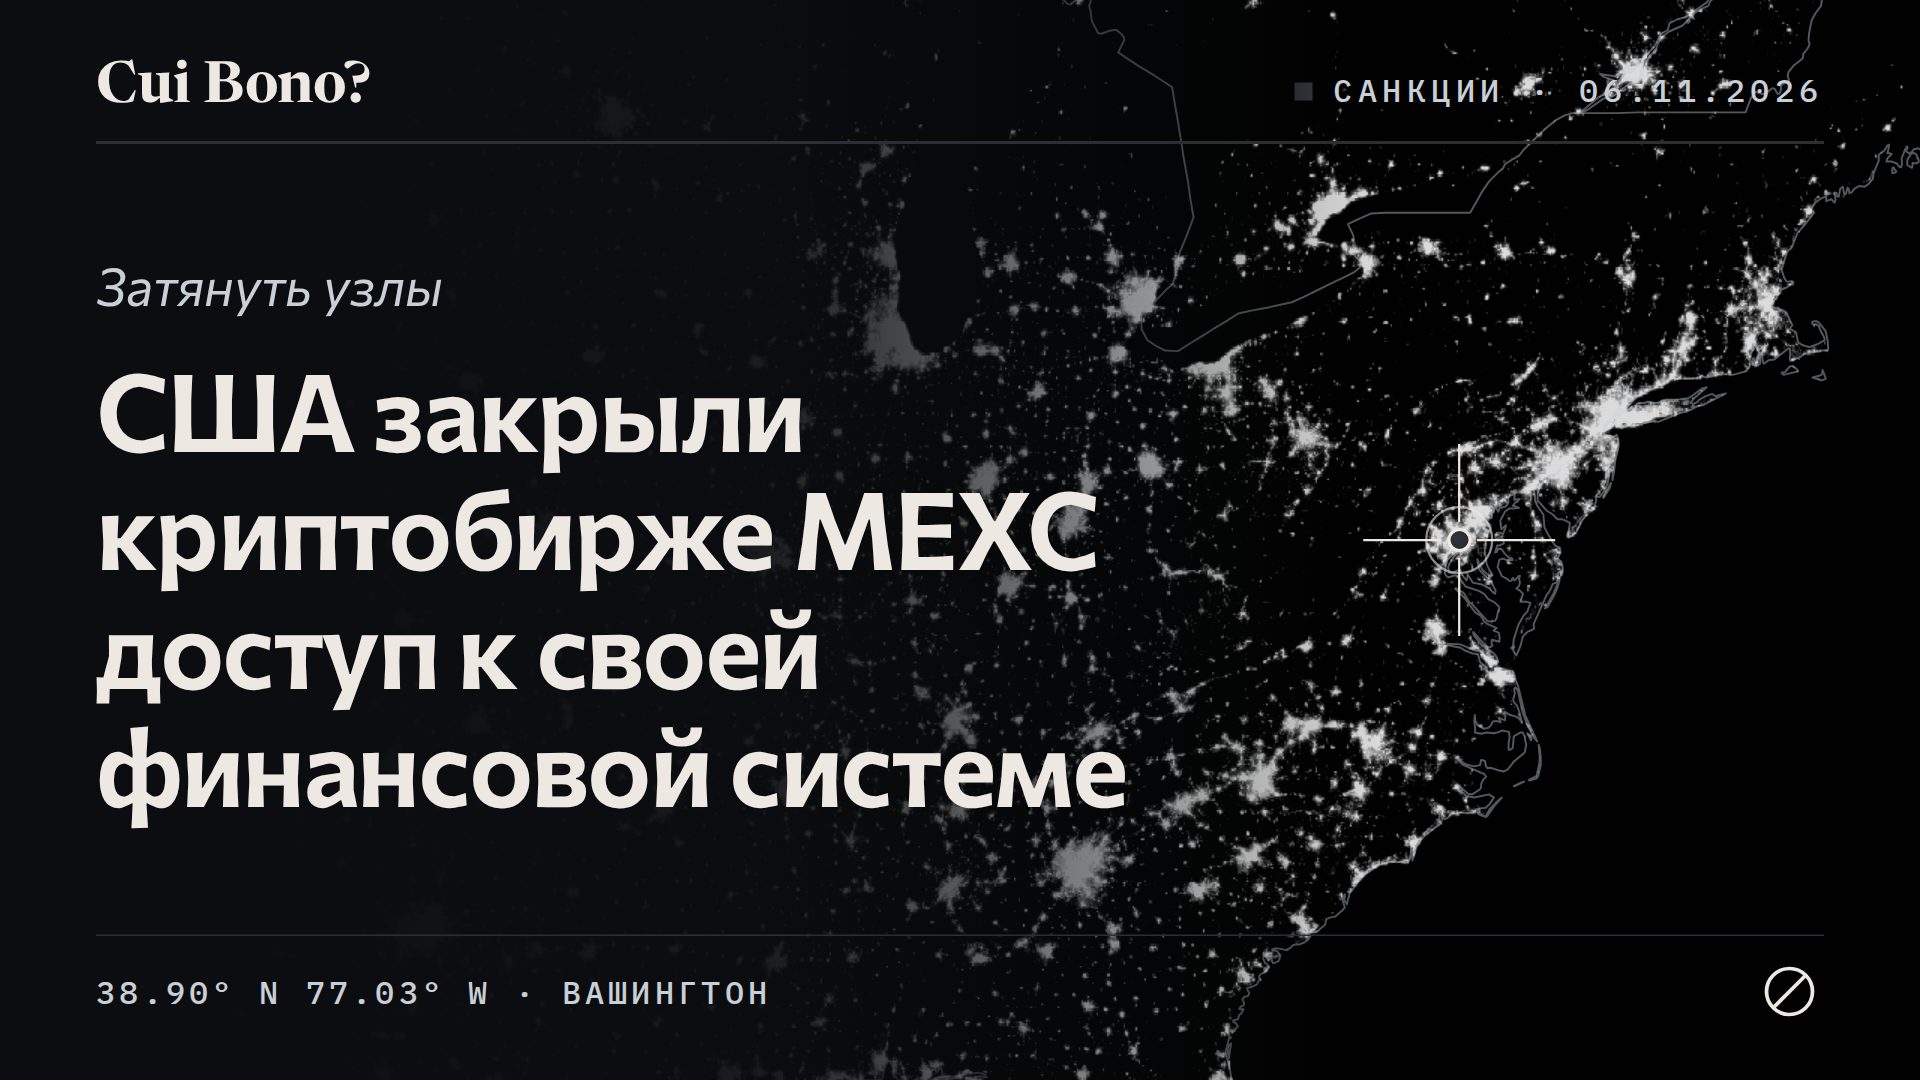 Cui Bono?
САНКЦИИ · 06.11.2026
Затянуть узлы
США закрыли
криптобирже MEXC
доступ к своей
финансовой системе
38.90° N 77.03° W · ВАШИНГТОН